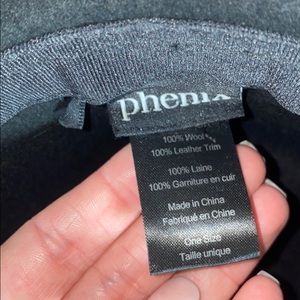 phenix
100% Wool
100% Leather Trim
100% Laine
100% Garniture en cuir
Made in China
Fabriqué en Chine
One Size
Taille unique